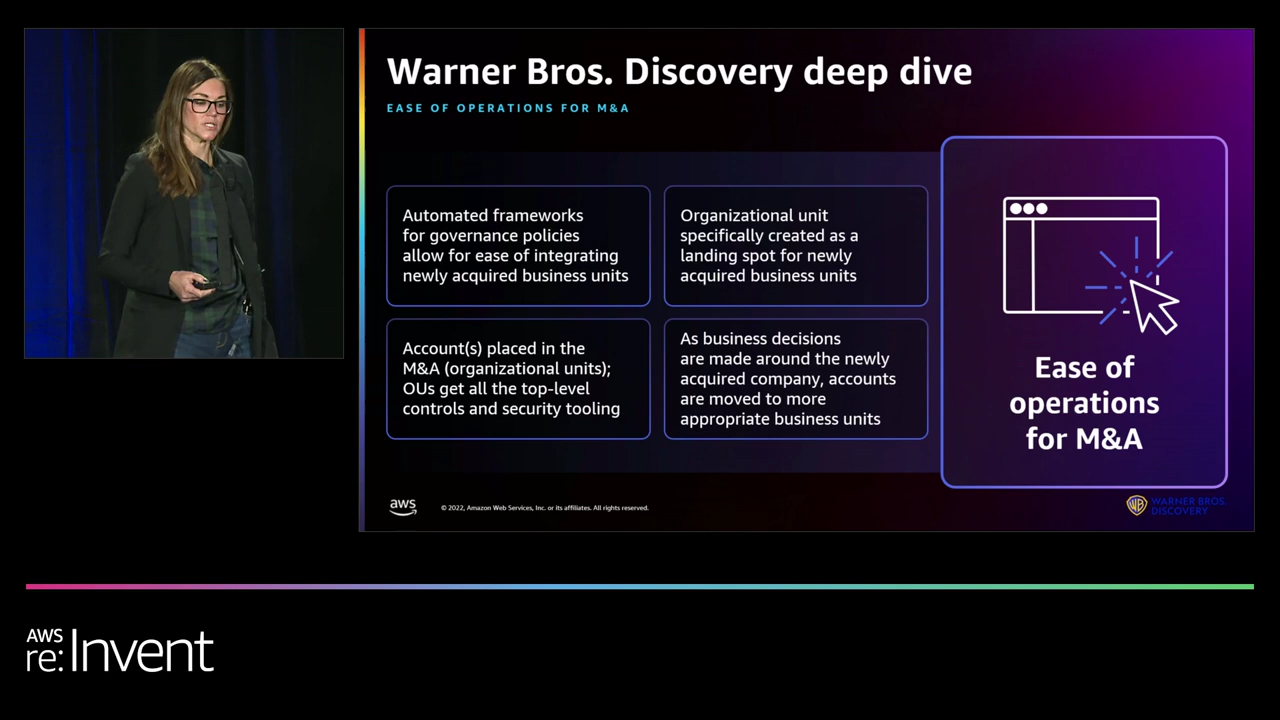 Warner Bros. Discovery deep dive
EASE OF OPERATIONS FOR M&A
Automated frameworks
for governance policies
allow for ease of integrating
newly acquired business units
Organizational unit
specifically created as a
landing spot for newly
acquired business units
Account(s) placed in the
M&A (organizational units);
OUs get all the top-level
controls and security tooling
As business decisions
are made around the newly
acquired company, accounts
are moved to more
appropriate business units
Ease of
operations
for M&A
aws
© 2022, Amazon Web Services, Inc. or its affiliates. All rights reserved.
WB
WARNER BROS.
DISCOVERY
AWS
re:Invent